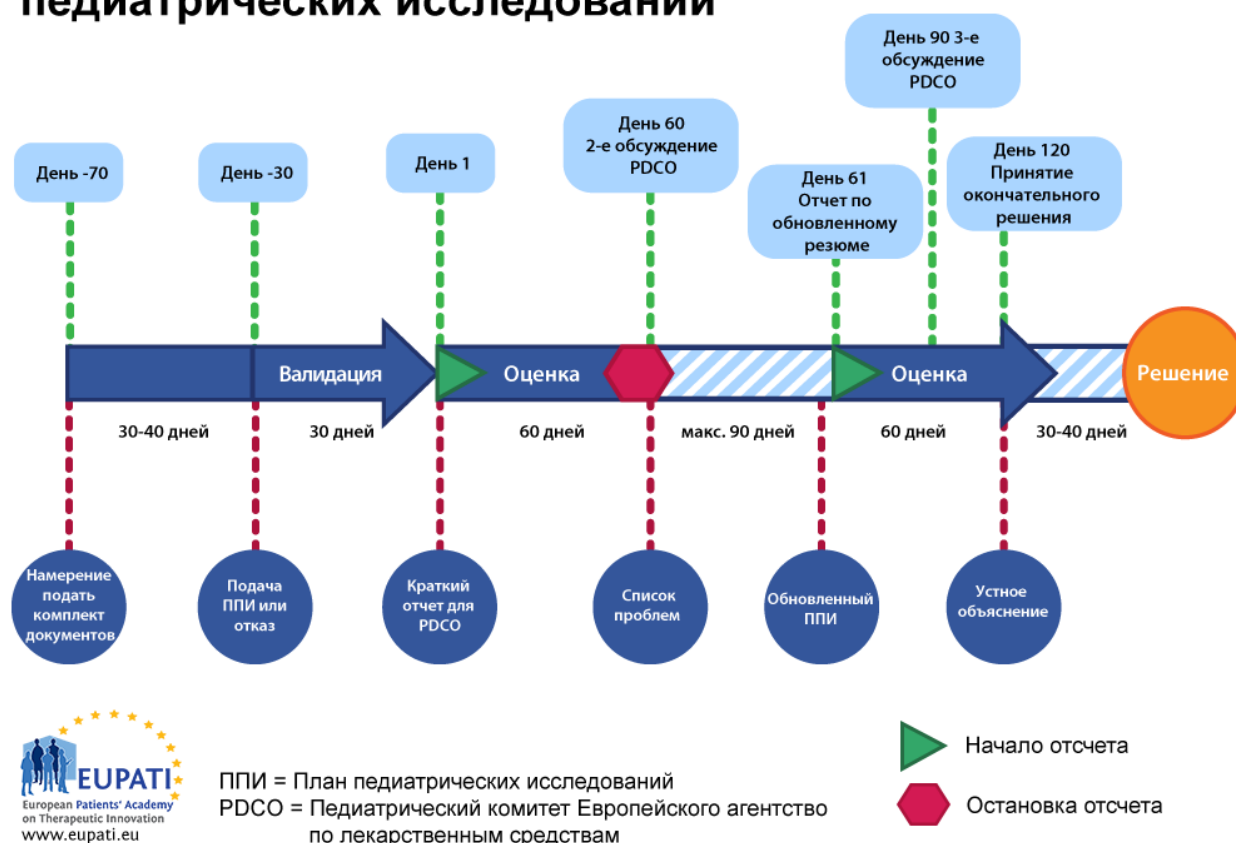 педиатрических исследований
День 90 3-е
обсуждение
PDCO
День 60
2-е обсуждение
PDCO
День -70
День -30
День 1
День 61
Отчет по
обновленному
резюме
День 120
Принятие
окончательного
решения
Валидация
Оценка
Оценка
Решение
30-40 дней
30 дней
60 дней
макс. 90 дней
60 дней
30-40 дней
Намерение
подать
комплект
документов
Подача
ППИ или
отказ
Краткий
отчет для
PDCO
Список
проблем
Обновленный
ППИ
Устное
объяснение
EUPATI
European Patients' Academy
on Therapeutic Innovation
www.eupati.eu
ППИ = План педиатрических исследований
PDCO = Педиатрический комитет Европейского агентство
по лекарственным средствам
Начало отсчета
Остановка отсчета